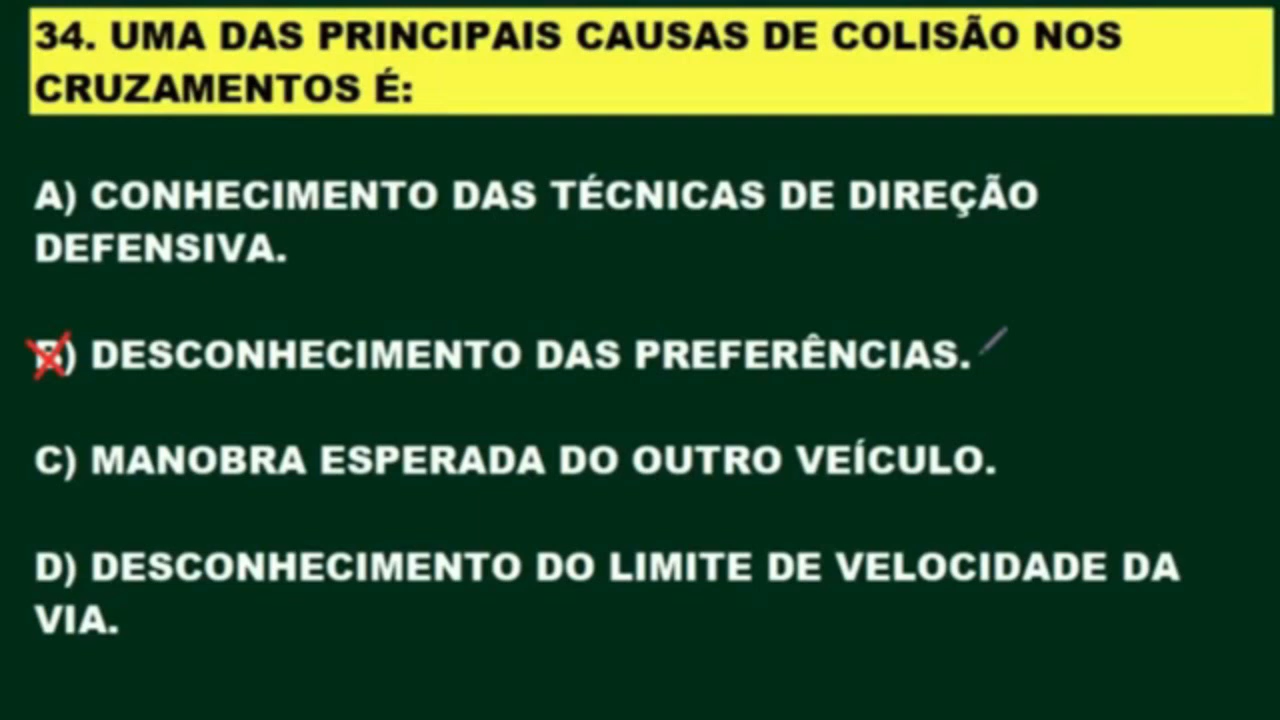 34. UMA DAS PRINCIPAIS CAUSAS DE COLISÃO NOS
CRUZAMENTOS É:
A) CONHECIMENTO DAS TÉCNICAS DE DIREÇÃO
DEFENSIVA.
B) DESCONHECIMENTO DAS PREFERÊNCIAS.
C) MANOBRA ESPERADA DO OUTRO VEÍCULO.
D) DESCONHECIMENTO DO LIMITE DE VELOCIDADE DA
VIA.